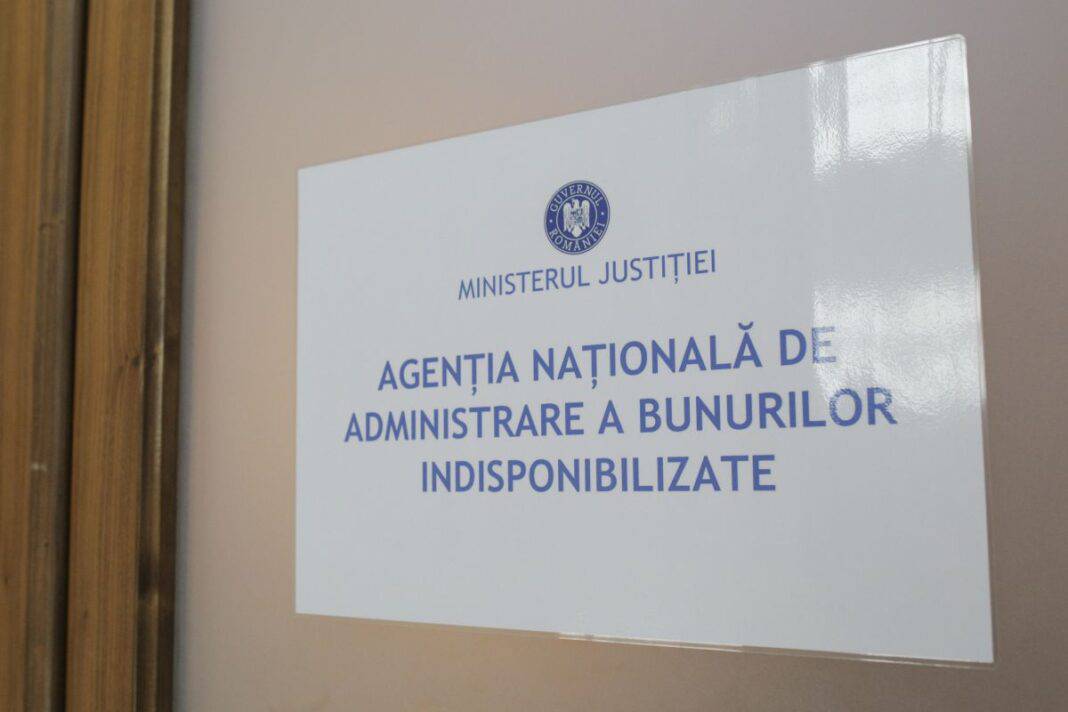 GUVERNUL
ROMÂNIEI
MINISTERUL JUSTIȚIEI
AGENȚIA NAȚIONALĂ DE
ADMINISTRARE A BUNURILOR
INDISPONIBILIZATE